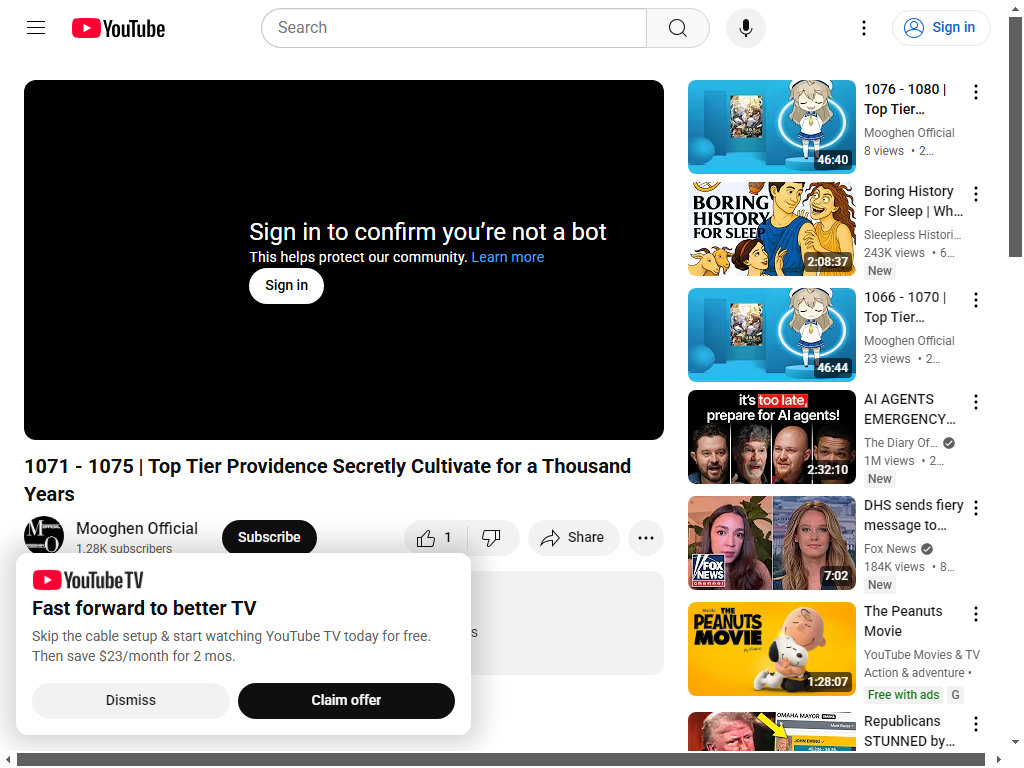 YouTube
Search
Sign in
Sign in to confirm you’re not a bot
This helps protect our community. Learn more
Sign in
1071 - 1075 | Top Tier Providence Secretly Cultivate for a Thousand
Years
Mooghen Official
1.28K subscribers
Subscribe
1
Share
YouTube TV
Fast forward to better TV
Skip the cable setup & start watching YouTube TV today for free.
Then save $23/month for 2 mos.
Dismiss
Claim offer
46:40
1076 - 1080 |
Top Tier...
Mooghen Official
8 views • 2...
BORING
HISTORY
FOR SLEEP
2:08:37
Boring History
For Sleep | Wh...
Sleepless Histori...
243K views • 6...
New
46:44
1066 - 1070 |
Top Tier...
Mooghen Official
23 views • 2...
it's too late,
prepare for AI agents!
2:32:10
AI AGENTS
EMERGENCY...
The Diary Of...
1M views • 2...
New
FOX
NEWS
channel
7:02
DHS sends fiery
message to...
Fox News
184K views • 8...
New
THE
PEANUTS
MOVIE
1:28:07
The Peanuts
Movie
YouTube Movies & TV
Action & adventure •
Free with ads
G
OMAHA MAYOR
JOHN EWING
Republicans
STUNNED by...